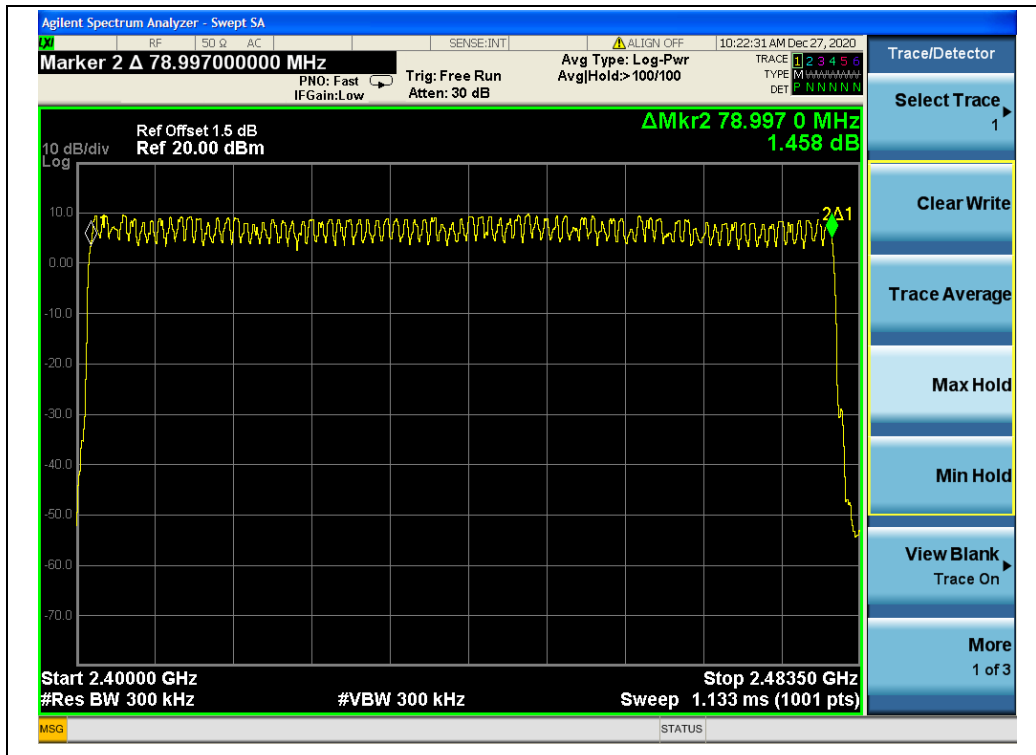 Agilent Spectrum Analyzer - Swept SA
LXI RF 50 Ω AC SENSE:INT ALIGN OFF 10:22:31 AM Dec 27, 2020
Marker 2 Δ 78.997000000 MHz
PNO: Fast
IFGain:Low
Trig: Free Run
Atten: 30 dB
Avg Type: Log-Pwr
Avg|Hold:>100/100
TRACE 1 2 3 4 5 6
TYPE M WWWWWWW
DET P N N N N N
Trace/Detector
Select Trace
1
Clear Write
Trace Average
Max Hold
Min Hold
View Blank
Trace On
More
1 of 3
ΔMkr2 78.997 0 MHz
1.458 dB
Ref Offset 1.5 dB
10 dB/div Ref 20.00 dBm
Log
2Δ1
10.0
0.00
-10.0
-20.0
-30.0
-40.0
-50.0
-60.0
-70.0
Start 2.40000 GHz Stop 2.48350 GHz
#Res BW 300 kHz #VBW 300 kHz Sweep 1.133 ms (1001 pts)
MSG STATUS